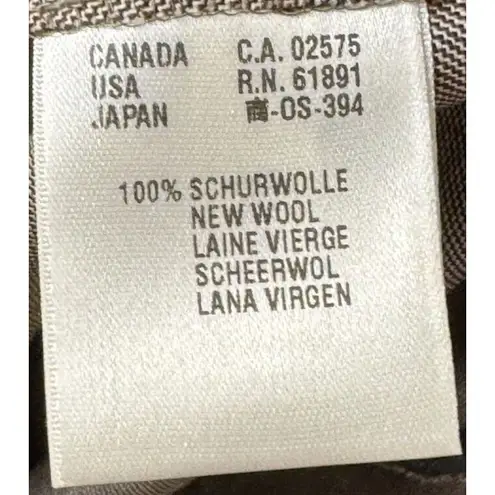 CANADA C.A. 02575
USA R.N. 61891
JAPAN 商-OS-394
100% SCHURWOLLE
NEW WOOL
LAINE VIERGE
SCHEERWOL
LANA VIRGEN